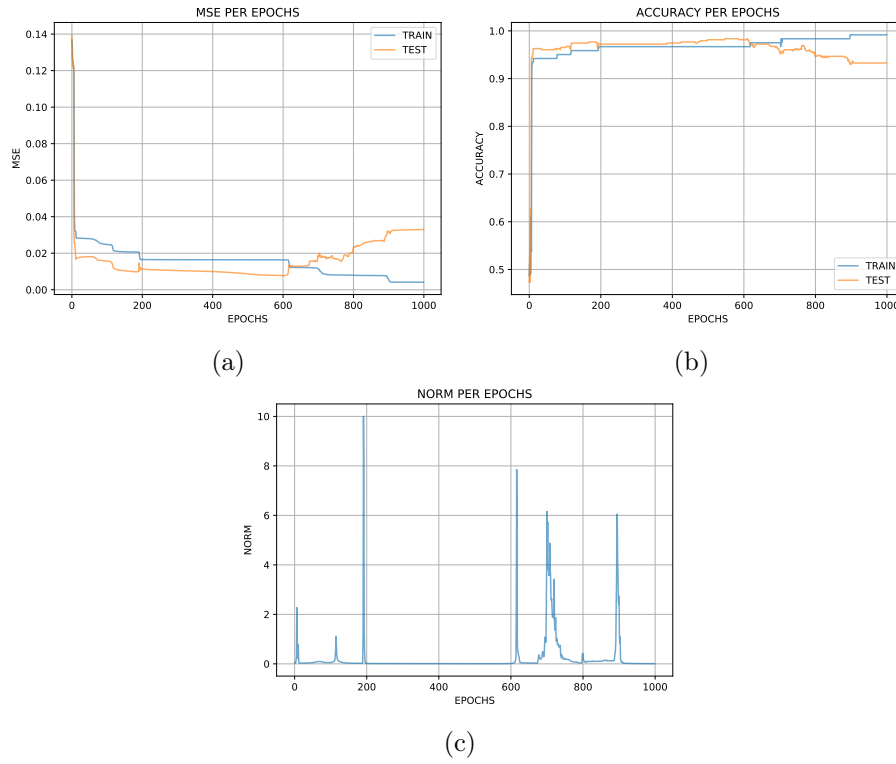 MSE PER EPOCHS
0.14
0.12
0.10
0.08
0.06
0.04
0.02
0.00
MSE
TRAIN
TEST
0 200 400 600 800 1000
EPOCHS
(a)
ACCURACY PER EPOCHS
1.0
0.9
0.8
0.7
0.6
0.5
ACCURACY
TRAIN
TEST
0 200 400 600 800 1000
EPOCHS
(b)
NORM PER EPOCHS
10
8
6
4
2
0
NORM
0 200 400 600 800 1000
EPOCHS
(c)